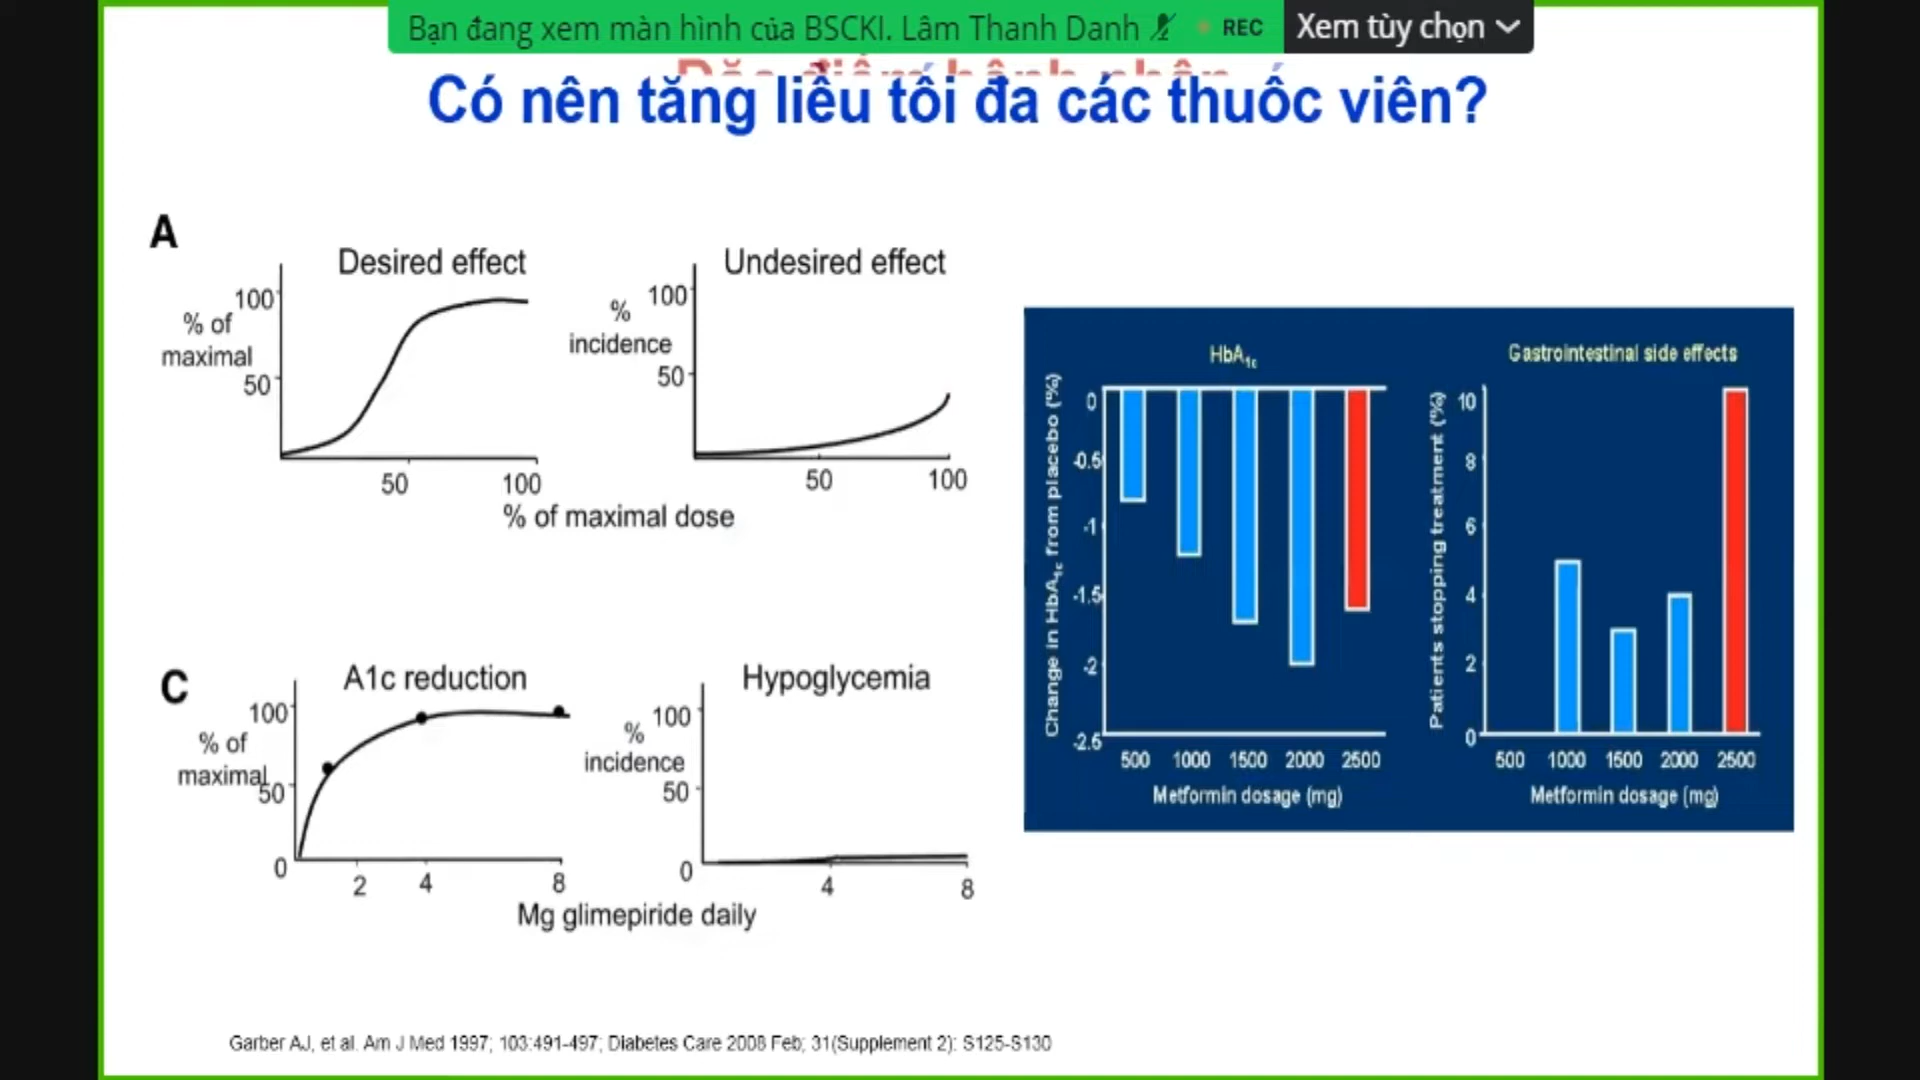 Bạn đang xem màn hình của BSCKI. Lâm Thanh Danh
REC
Xem tùy chọn
Có nên tăng liều tối đa các thuốc viên?
A
Desired effect
% of
maximal
100
50
50
100
Undesired effect
%
incidence
100
50
50
100
% of maximal dose
C
A1c reduction
% of
maximal
100
50
0
2
4
8
Hypoglycemia
%
incidence
100
50
0
4
8
Mg glimepiride daily
HbA1c
Change in HbA1c from placebo (%)
0
-0.5
-1
-1.5
-2
-2.5
500 1000 1500 2000 2500
Metformin dosage (mg)
Gastrointestinal side effects
Patients stopping treatment (%)
10
8
6
4
2
0
500 1000 1500 2000 2500
Metformin dosage (mg)
Garber AJ, et al. Am J Med 1997; 103:491-497; Diabetes Care 2008 Feb; 31(Supplement 2): S125-S130